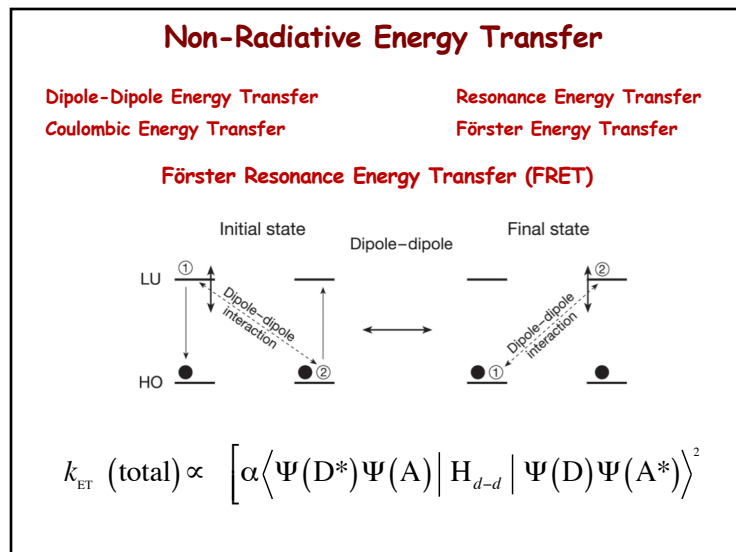 Non-Radiative Energy Transfer
Dipole-Dipole Energy Transfer
Resonance Energy Transfer
Coulombic Energy Transfer
Förster Energy Transfer
Förster Resonance Energy Transfer (FRET)
Initial state
Dipole–dipole
Final state
LU
①
②
Dipole–dipole
interaction
Dipole–dipole
interaction
HO
②
①
k_ET (total) ∝ [α⟨Ψ(D*)Ψ(A) | H_d–d | Ψ(D)Ψ(A*)⟩²